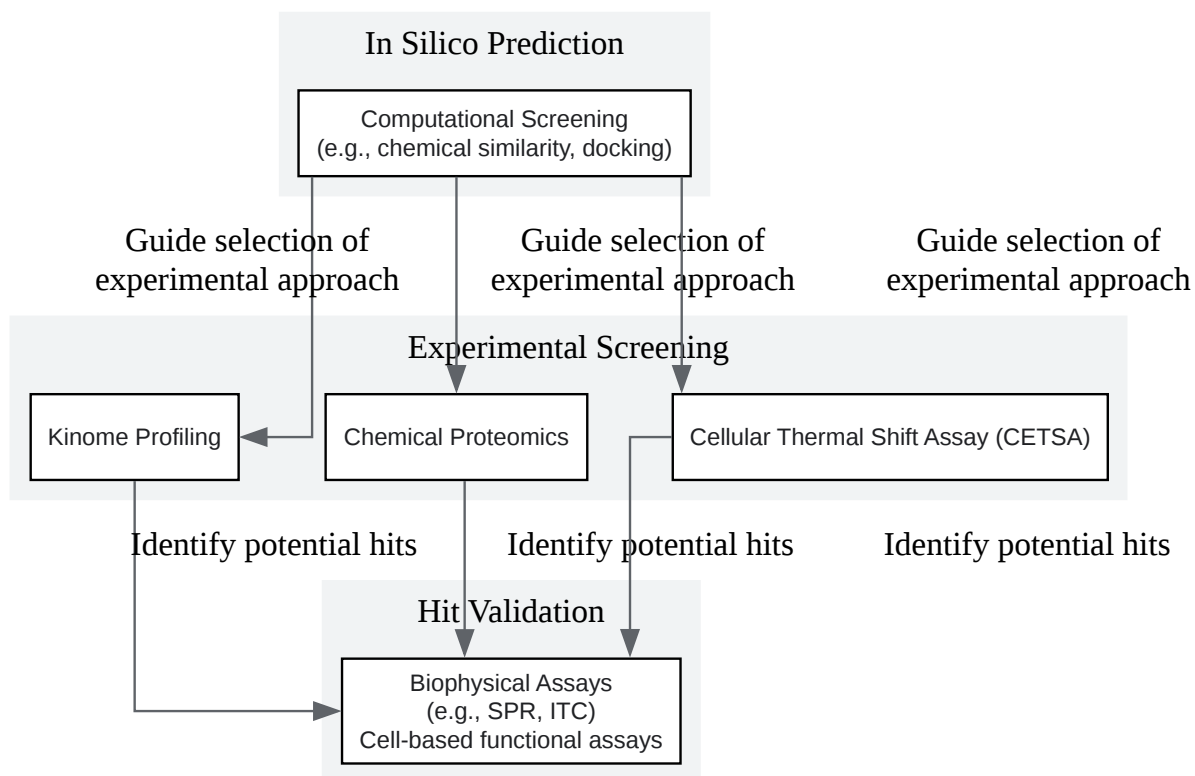 In Silico Prediction
Computational Screening
(e.g., chemical similarity, docking)
Guide selection of
experimental approach
Guide selection of
experimental approach
Guide selection of
experimental approach
Experimental Screening
Kinome Profiling
Chemical Proteomics
Cellular Thermal Shift Assay (CETSA)
Identify potential hits
Identify potential hits
Identify potential hits
Hit Validation
Biophysical Assays
(e.g., SPR, ITC)
Cell-based functional assays